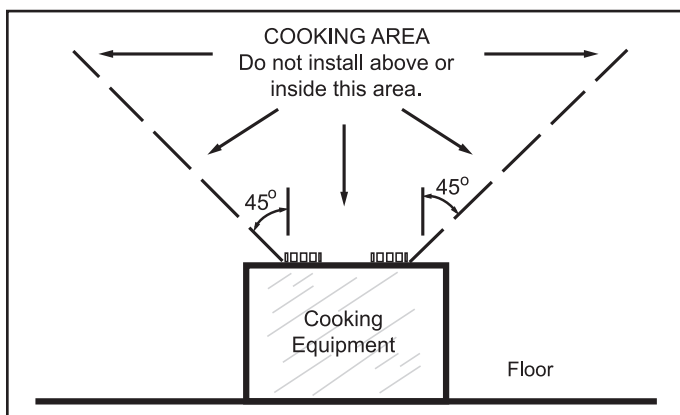 COOKING AREA
Do not install above or
inside this area.
45°
45°
Cooking
Equipment
Floor